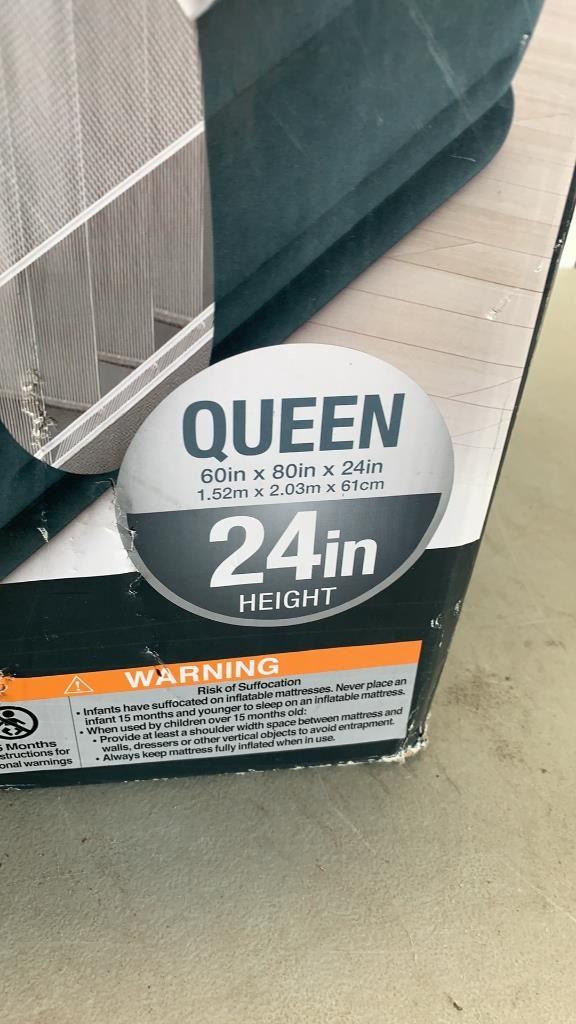 QUEEN
60in x 80in x 24in
1.52m x 2.03m x 61cm
24in
HEIGHT
WARNING
Risk of Suffocation
• Infants have suffocated on inflatable mattresses. Never place an
infant 15 months and younger to sleep on an inflatable mattress.
• When used by children over 15 months old:
• Provide at least a shoulder width space between mattress and
walls, dressers or other vertical objects to avoid entrapment.
• Always keep mattress fully inflated when in use.
Months
structions for
onal warnings